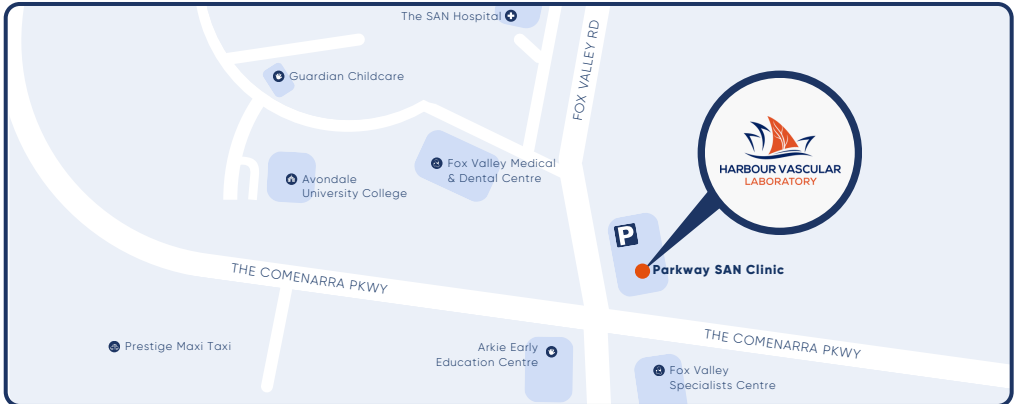 The SAN Hospital
FOX VALLEY RD
Guardian Childcare
Fox Valley Medical
& Dental Centre
Avondale
University College
HARBOUR VASCULAR
LABORATORY
P
Parkway SAN Clinic
THE COMENARRA PKWY
THE COMENARRA PKWY
Prestige Maxi Taxi
Arkie Early
Education Centre
Fox Valley
Specialists Centre